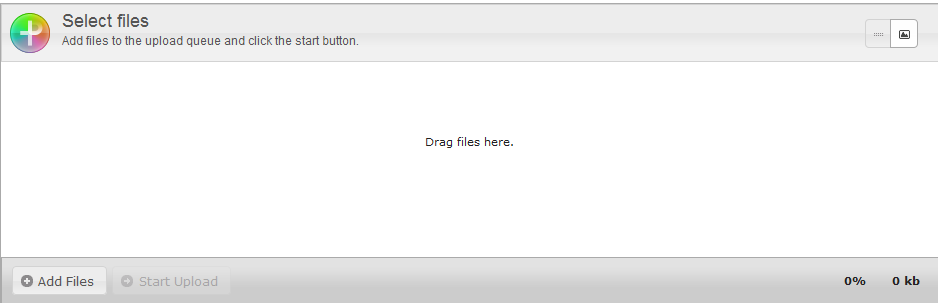 Select files
Add files to the upload queue and click the start button.
Drag files here.
Add Files
Start Upload
0%
0 kb